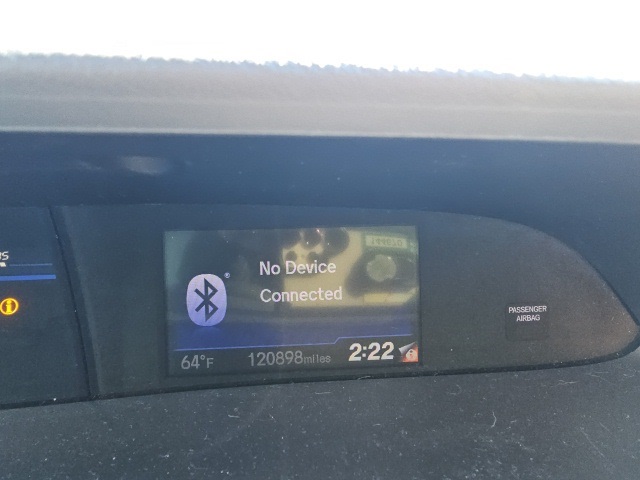 No Device
Connected
64°F
120898miles
2:22
PASSENGER
AIRBAG